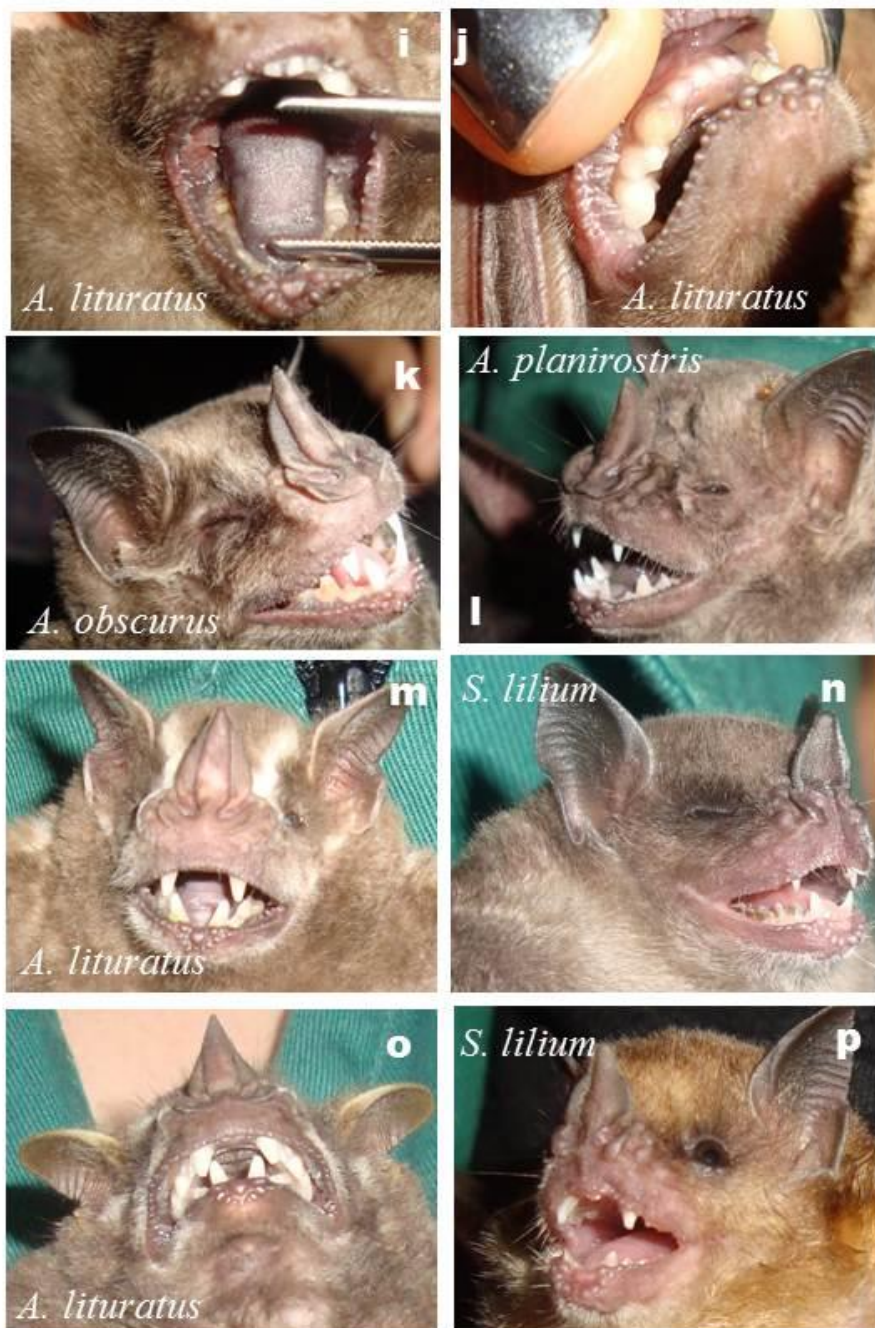 i
A. lituratus
j
A. lituratus
k
A. obscurus
A. planirostris
l
m
A. lituratus
S. lilium
n
o
A. lituratus
S. lilium
p